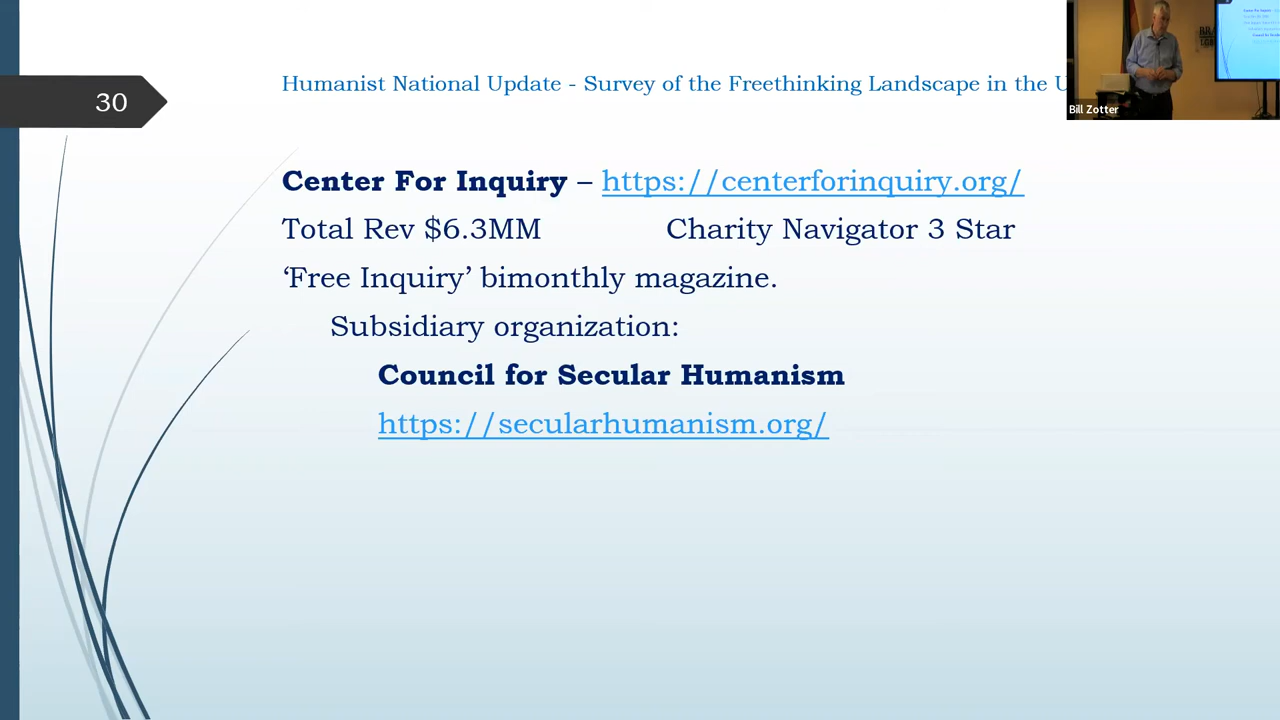 30
Humanist National Update - Survey of the Freethinking Landscape in the U
Bill Zotter
Center For Inquiry – https://centerforinquiry.org/
Total Rev $6.3MM Charity Navigator 3 Star
‘Free Inquiry’ bimonthly magazine.
Subsidiary organization:
Council for Secular Humanism
https://secularhumanism.org/